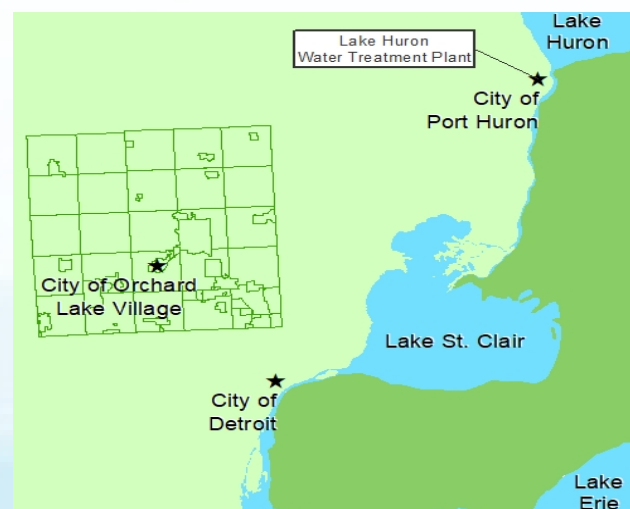 Lake
Huron
Lake Huron
Water Treatment Plant
City of
Port Huron
City of Orchard
Lake Village
Lake St. Clair
City of
Detroit
Lake
Erie